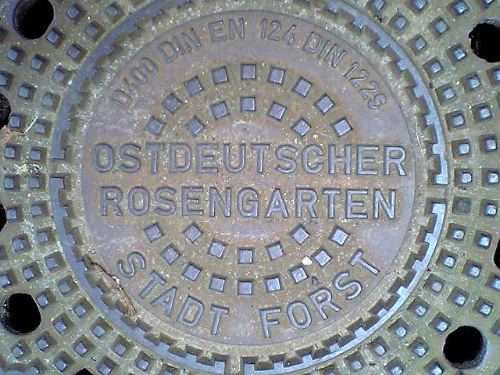 D400 DIN EN 124 DIN 1229
OSTDEUTSCHER
ROSENGARTEN
STADT FORST